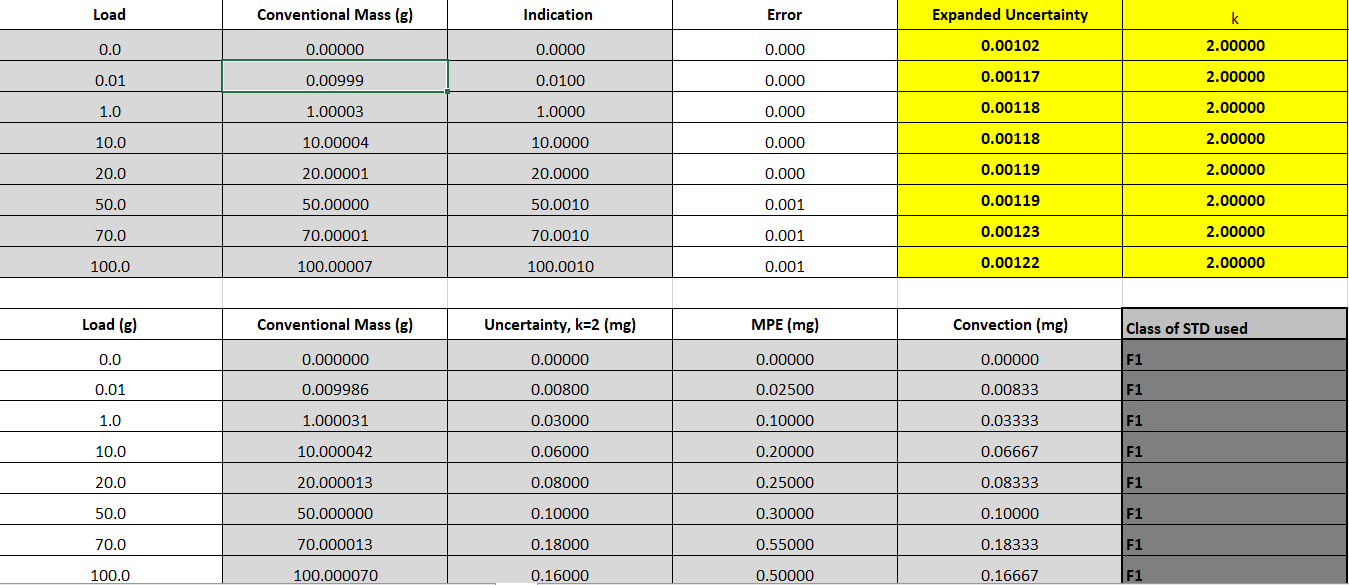 Load Conventional Mass (g) Indication Error Expanded Uncertainty k
0.0 0.00000 0.0000 0.000 0.00102 2.00000
0.01 0.00999 0.0100 0.000 0.00117 2.00000
1.0 1.00003 1.0000 0.000 0.00118 2.00000
10.0 10.00004 10.0000 0.000 0.00118 2.00000
20.0 20.00001 20.0000 0.000 0.00119 2.00000
50.0 50.00000 50.0010 0.001 0.00119 2.00000
70.0 70.00001 70.0010 0.001 0.00123 2.00000
100.0 100.00007 100.0010 0.001 0.00122 2.00000
Load (g) Conventional Mass (g) Uncertainty, k=2 (mg) MPE (mg) Convection (mg) Class of STD used
0.0 0.000000 0.00000 0.00000 0.00000 F1
0.01 0.009986 0.00800 0.02500 0.00833 F1
1.0 1.000031 0.03000 0.10000 0.03333 F1
10.0 10.000042 0.06000 0.20000 0.06667 F1
20.0 20.000013 0.08000 0.25000 0.08333 F1
50.0 50.000000 0.10000 0.30000 0.10000 F1
70.0 70.000013 0.18000 0.55000 0.18333 F1
100.0 100.000070 0.16000 0.50000 0.16667 F1